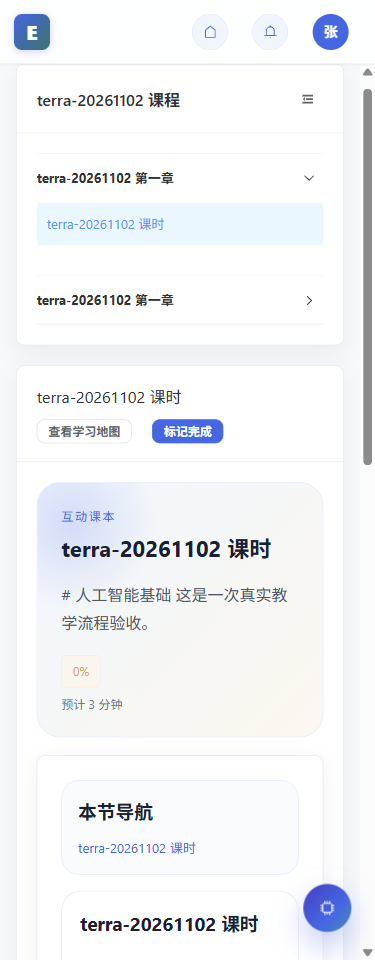 E
张
terra-20261102 课程
terra-20261102 第一章
terra-20261102 课时
terra-20261102 第一章
terra-20261102 课时
查看学习地图
标记完成
互动课本
terra-20261102 课时
# 人工智能基础 这是一次真实教
学流程验收。
0%
预计 3 分钟
本节导航
terra-20261102 课时
terra-20261102 课时